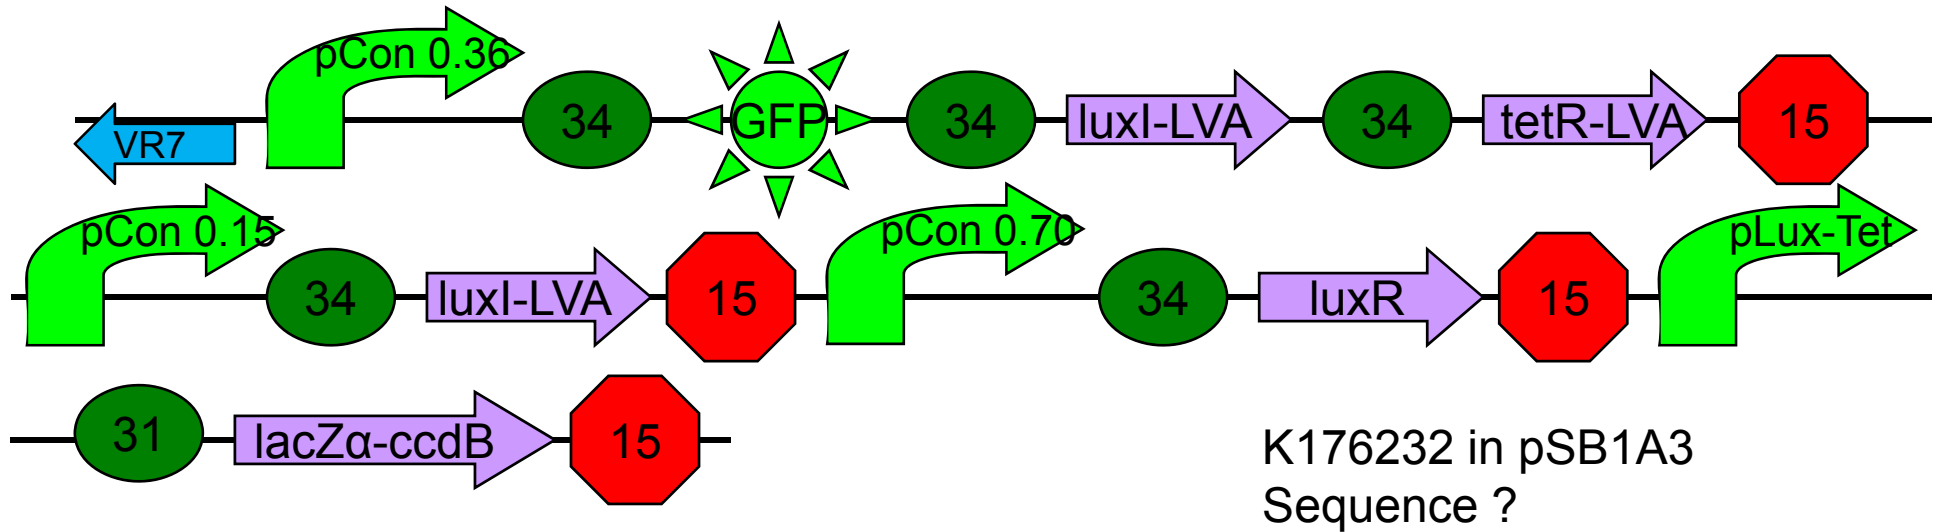 pCon 0.36
VR7 34 GFP 34 luxI-LVA 34 tetR-LVA 15
pCon 0.15 pCon 0.70 pLux-Tet
34 luxI-LVA 15 34 luxR 15
31 lacZα-ccdB 15
K176232 in pSB1A3
Sequence ?